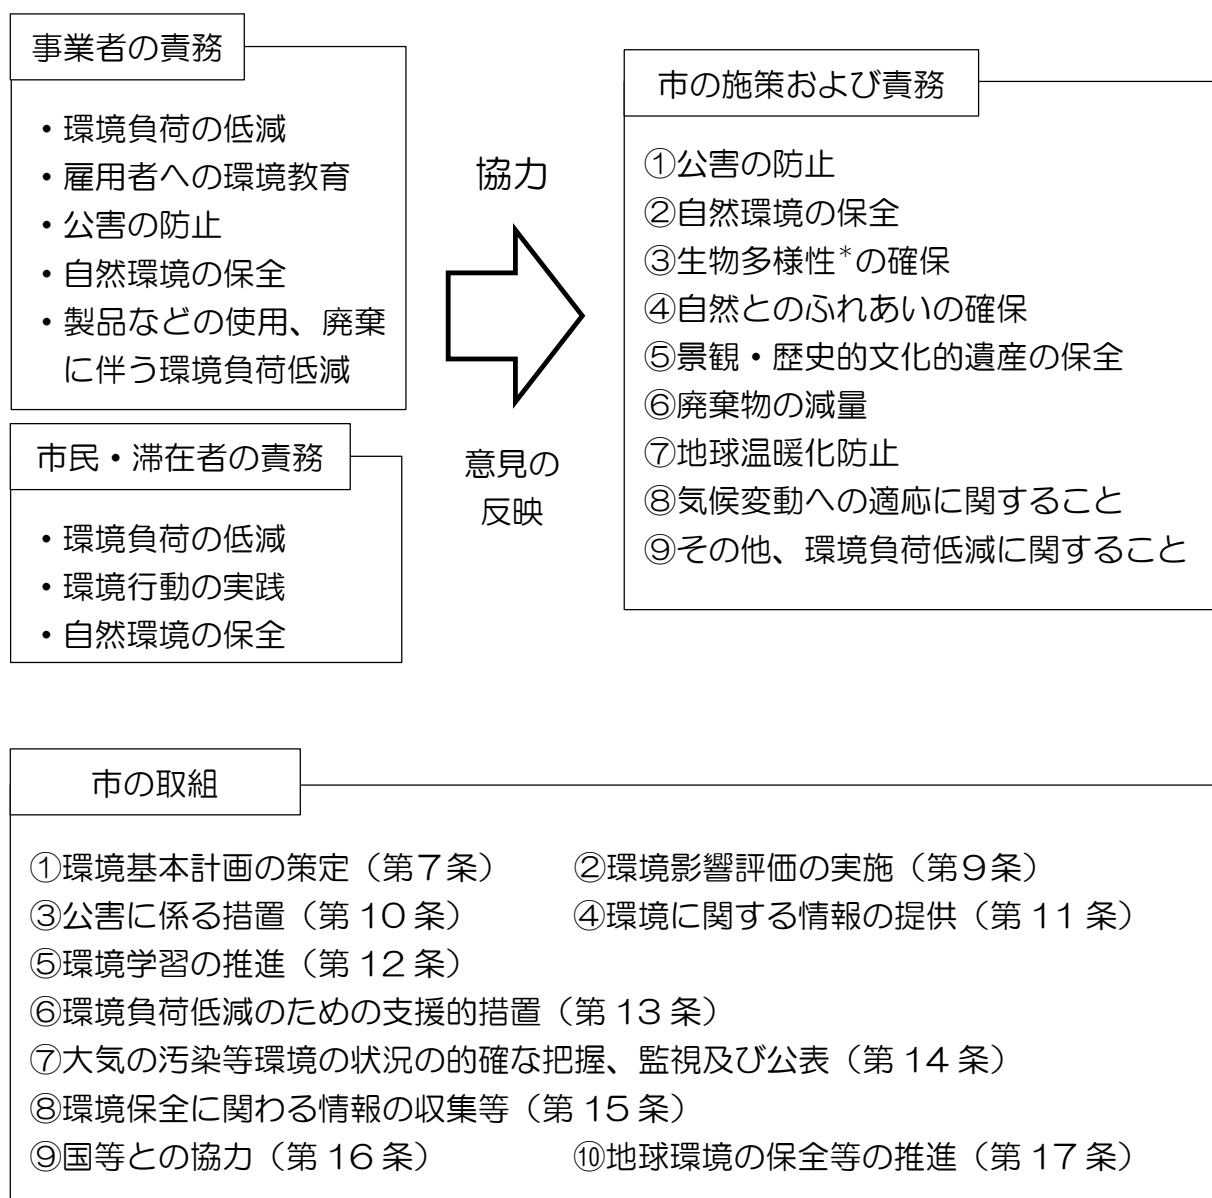 事業者の責務
・環境負荷の低減
・雇用者への環境教育
・公害の防止
・自然環境の保全
・製品などの使用、廃棄
に伴う環境負荷低減
市民・滞在者の責務
・環境負荷の低減
・環境行動の実践
・自然環境の保全
協力
意見の
反映
市の施策および責務
①公害の防止
②自然環境の保全
③生物多様性*の確保
④自然とのふれあいの確保
⑤景観・歴史的文化的遺産の保全
⑥廃棄物の減量
⑦地球温暖化防止
⑧気候変動への適応に関すること
⑨その他、環境負荷低減に関すること
市の取組
①環境基本計画の策定（第７条） ②環境影響評価の実施（第９条）
③公害に係る措置（第 10 条） ④環境に関する情報の提供（第 11 条）
⑤環境学習の推進（第 12 条）
⑥環境負荷低減のための支援的措置（第 13 条）
⑦大気の汚染等環境の状況の的確な把握、監視及び公表（第 14 条）
⑧環境保全に関わる情報の収集等（第 15 条）
⑨国等との協力（第 16 条） ⑩地球環境の保全等の推進（第 17 条）